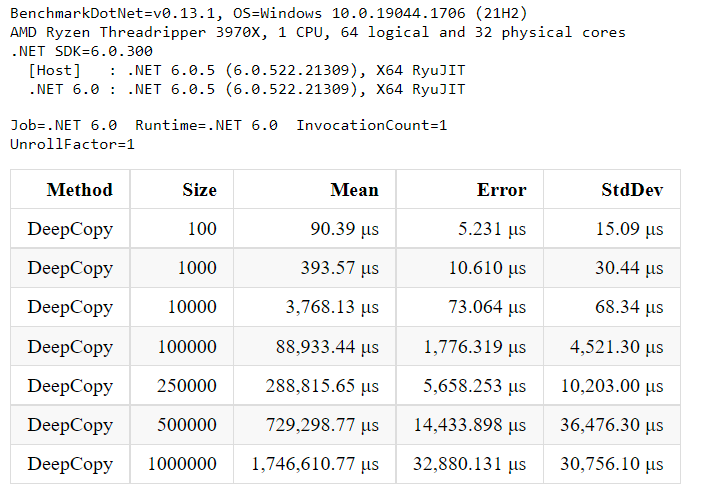 BenchmarkDotNet=v0.13.1, OS=Windows 10.0.19044.1706 (21H2)
AMD Ryzen Threadripper 3970X, 1 CPU, 64 logical and 32 physical cores
.NET SDK=6.0.300
[Host]   : .NET 6.0.5 (6.0.522.21309), X64 RyuJIT
.NET 6.0 : .NET 6.0.5 (6.0.522.21309), X64 RyuJIT
Job=.NET 6.0  Runtime=.NET 6.0  InvocationCount=1
UnrollFactor=1
Method Size Mean Error StdDev
DeepCopy 100 90.39 μs 5.231 μs 15.09 μs
DeepCopy 1000 393.57 μs 10.610 μs 30.44 μs
DeepCopy 10000 3,768.13 μs 73.064 μs 68.34 μs
DeepCopy 100000 88,933.44 μs 1,776.319 μs 4,521.30 μs
DeepCopy 250000 288,815.65 μs 5,658.253 μs 10,203.00 μs
DeepCopy 500000 729,298.77 μs 14,433.898 μs 36,476.30 μs
DeepCopy 1000000 1,746,610.77 μs 32,880.131 μs 30,756.10 μs